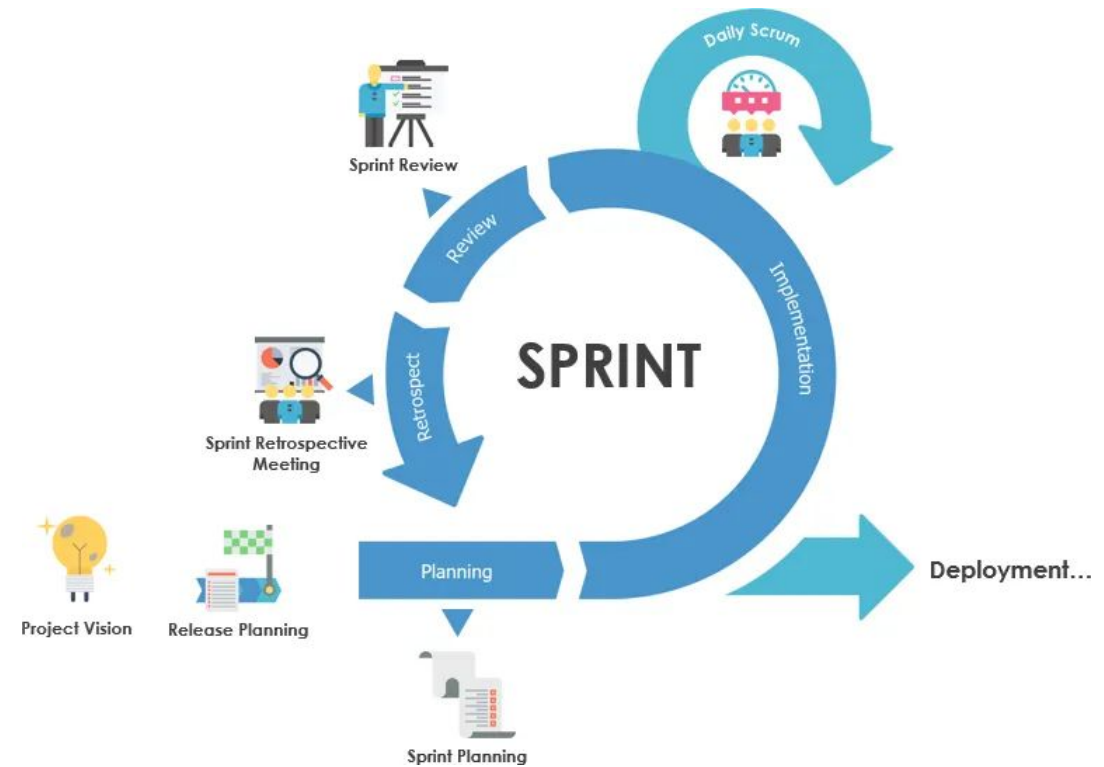 Daily Scrum
Sprint Review
Review
Implementation
SPRINT
Retrospect
Sprint Retrospective
Meeting
Project Vision
Release Planning
Planning
Deployment...
Sprint Planning